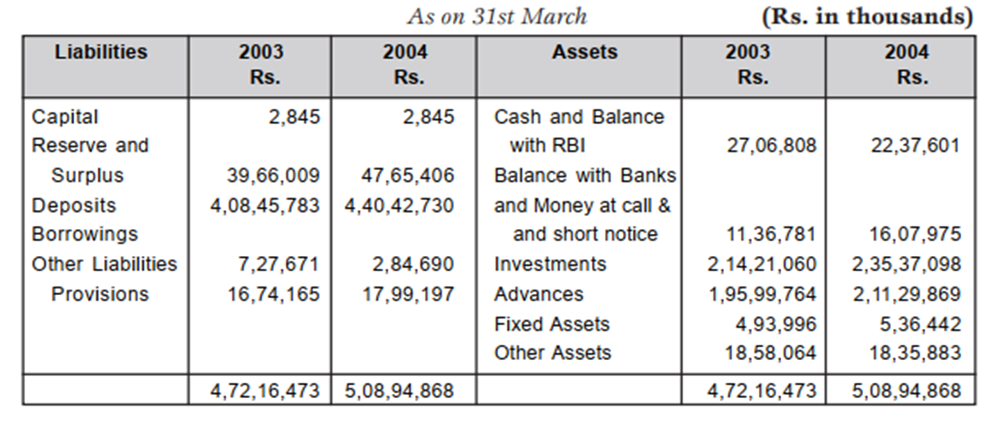 As on 31st March (Rs. in thousands)
Liabilities 2003 2004 Assets 2003 2004
Rs. Rs. Rs. Rs.
Capital 2,845 2,845 Cash and Balance
Reserve and with RBI 27,06,808 22,37,601
Surplus 39,66,009 47,65,406 Balance with Banks
Deposits 4,08,45,783 4,40,42,730 and Money at call &
Borrowings and short notice 11,36,781 16,07,975
Other Liabilities 7,27,671 2,84,690 Investments 2,14,21,060 2,35,37,098
Provisions 16,74,165 17,99,197 Advances 1,95,99,764 2,11,29,869
Fixed Assets 4,93,996 5,36,442
Other Assets 18,58,064 18,35,883
4,72,16,473 5,08,94,868 4,72,16,473 5,08,94,868